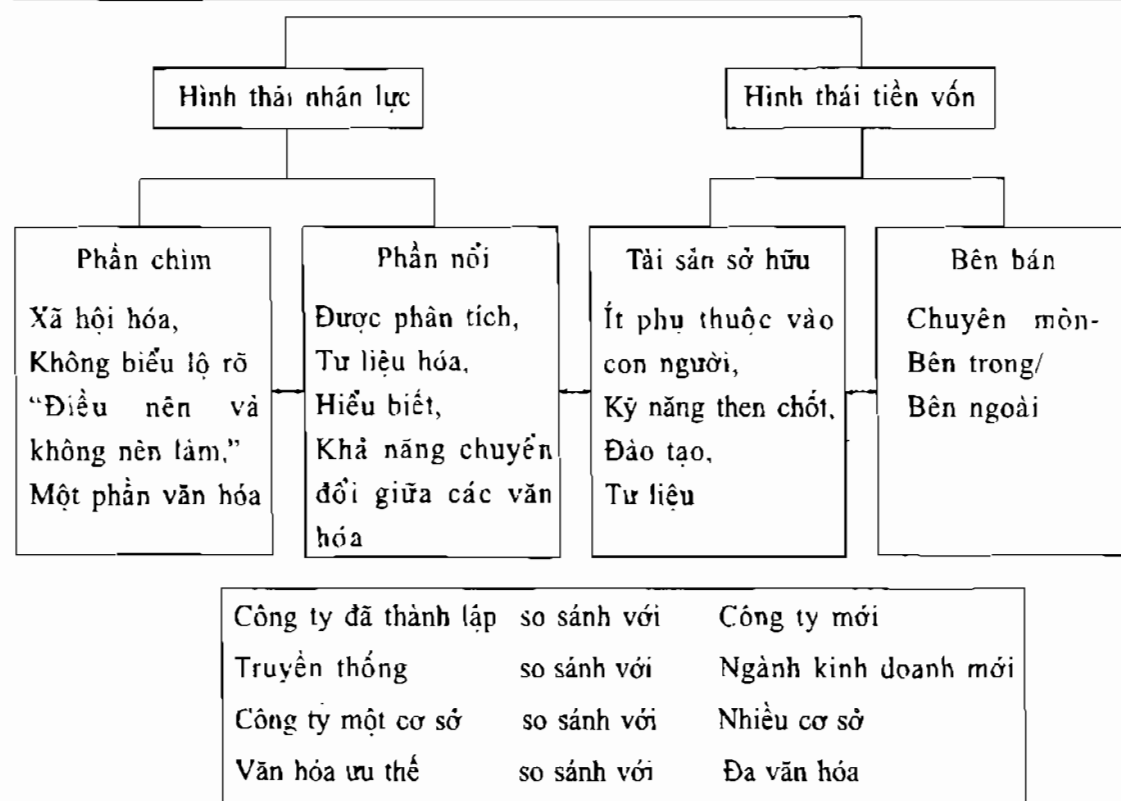 Hình thái nhân lực
Hình thái tiền vốn
Phần chìm
Xã hội hóa,
Không biểu lộ rõ
“Điều nên và
không nên làm,”
Một phần văn hóa
Phần nổi
Được phân tích,
Tư liệu hóa,
Hiểu biết,
Khả năng chuyển
đổi giữa các văn
hóa
Tài sản sở hữu
Ít phụ thuộc vào
con người,
Kỹ năng then chốt,
Đào tạo,
Tư liệu
Bên bán
Chuyên môn-
Bên trong/
Bên ngoài
Công ty đã thành lập so sánh với Công ty mới
Truyền thống so sánh với Ngành kinh doanh mới
Công ty một cơ sở so sánh với Nhiều cơ sở
Văn hóa ưu thế so sánh với Đa văn hóa